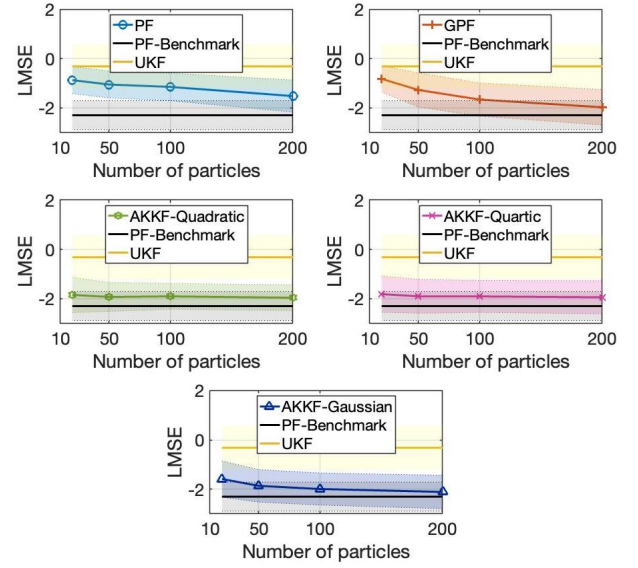 2
PF
PF-Benchmark
UKF
0
LMSE
-2
10 50 100 200
Number of particles
2
GPF
PF-Benchmark
UKF
0
LMSE
-2
10 50 100 200
Number of particles
2
AKKF-Quadratic
PF-Benchmark
UKF
0
LMSE
-2
10 50 100 200
Number of particles
2
AKKF-Quartic
PF-Benchmark
UKF
0
LMSE
-2
10 50 100 200
Number of particles
2
AKKF-Gaussian
PF-Benchmark
UKF
0
LMSE
-2
10 50 100 200
Number of particles